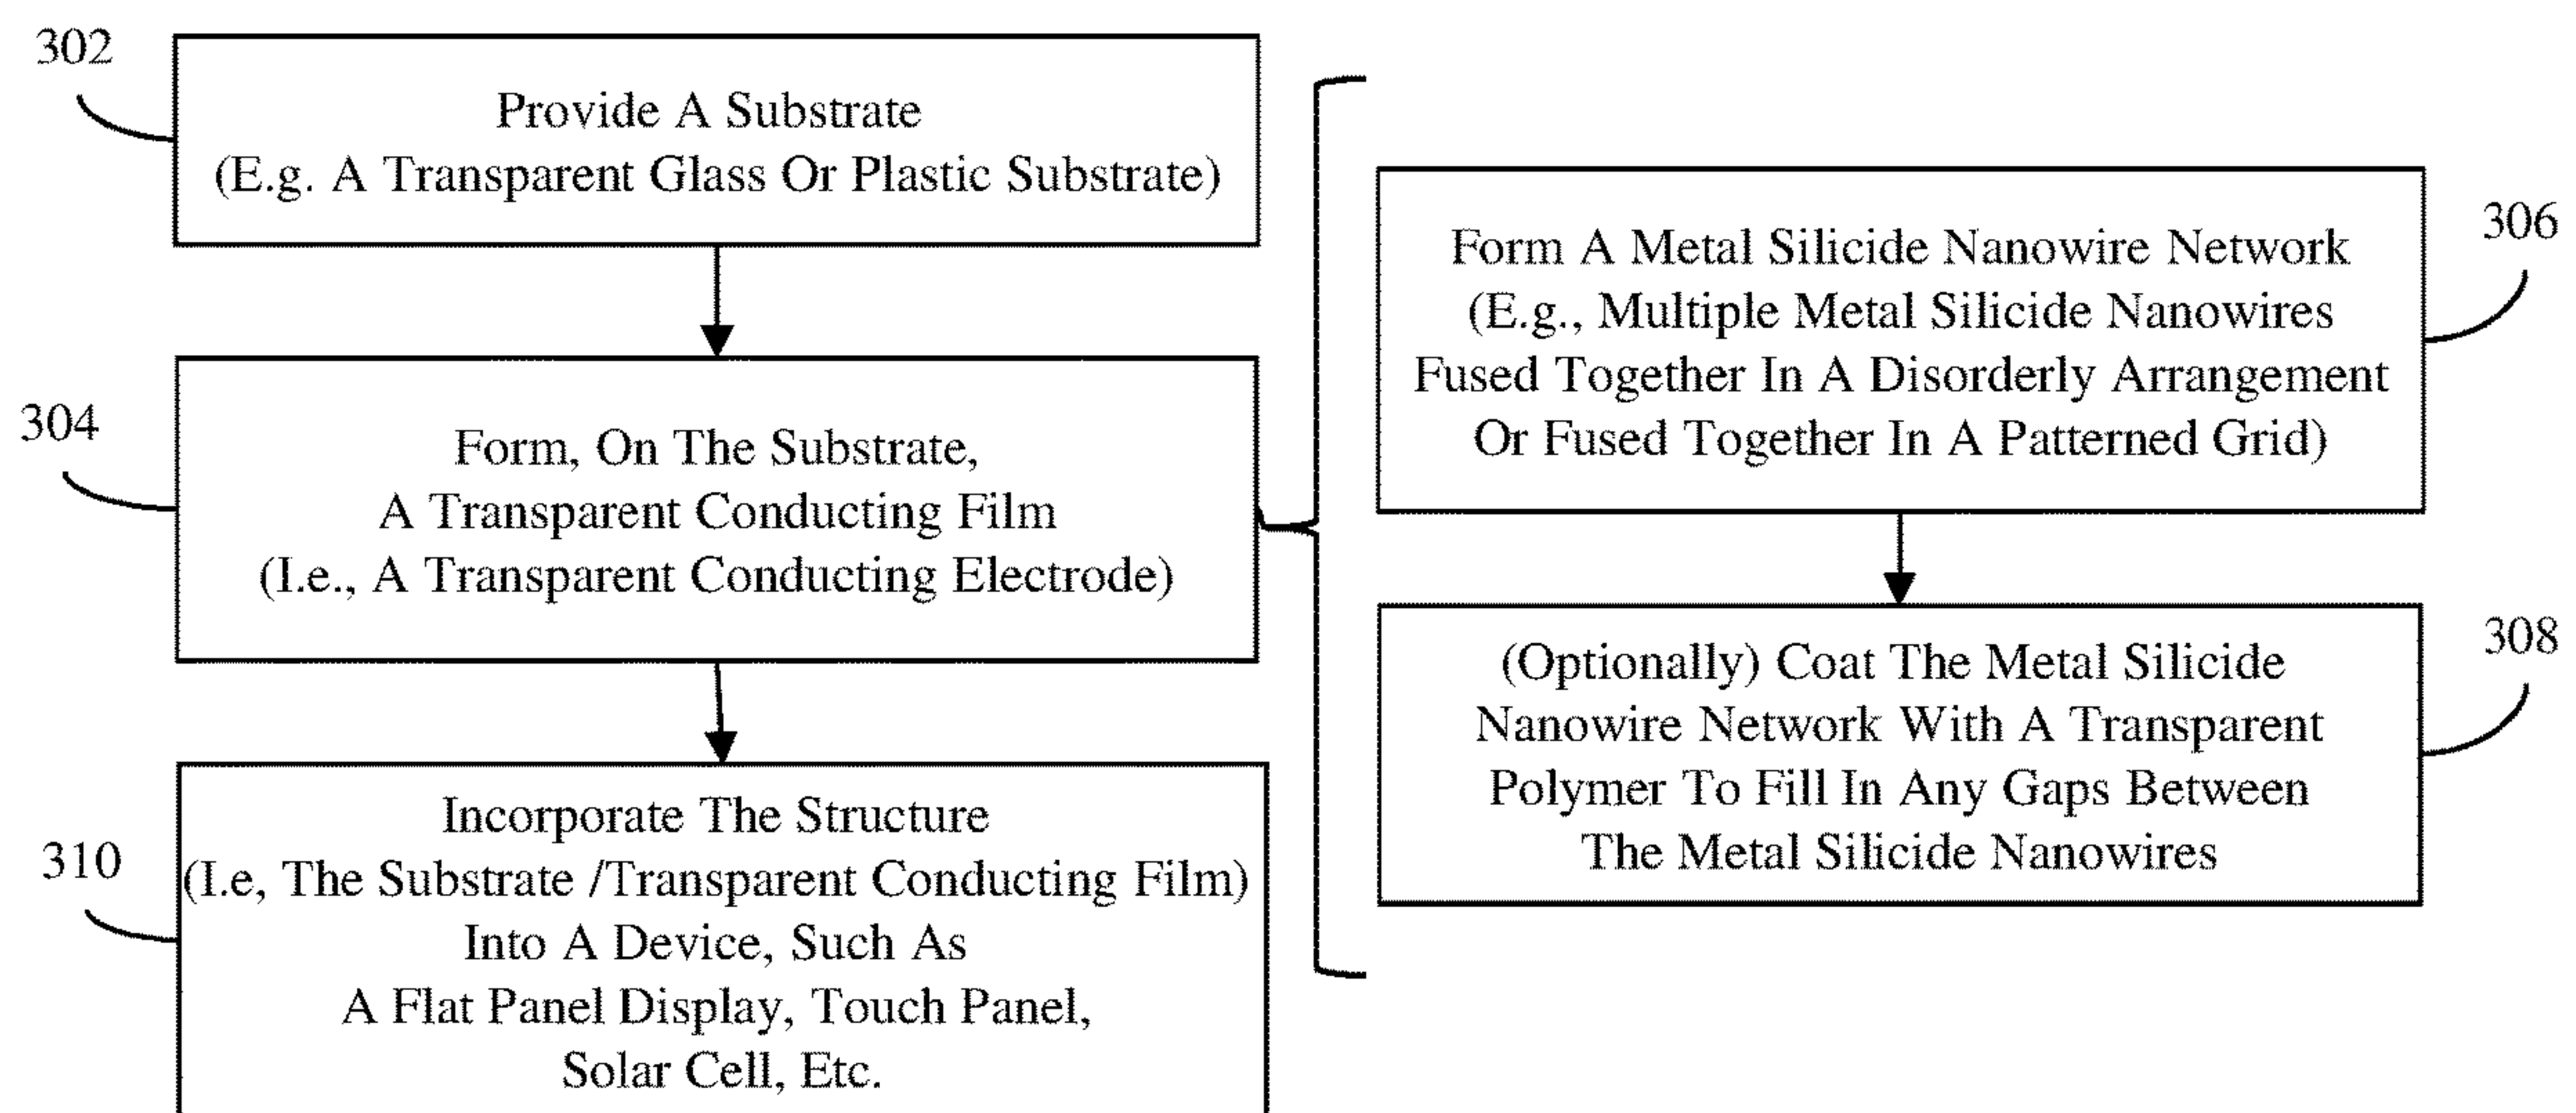 302
Provide A Substrate
(E.g. A Transparent Glass Or Plastic Substrate)
304
Form, On The Substrate,
A Transparent Conducting Film
(I.e., A Transparent Conducting Electrode)
306
Form A Metal Silicide Nanowire Network
(E.g., Multiple Metal Silicide Nanowires
Fused Together In A Disorderly Arrangement
Or Fused Together In A Patterned Grid)
308
(Optionally) Coat The Metal Silicide
Nanowire Network With A Transparent
Polymer To Fill In Any Gaps Between
The Metal Silicide Nanowires
310
Incorporate The Structure
(I.e, The Substrate /Transparent Conducting Film)
Into A Device, Such As
A Flat Panel Display, Touch Panel,
Solar Cell, Etc.